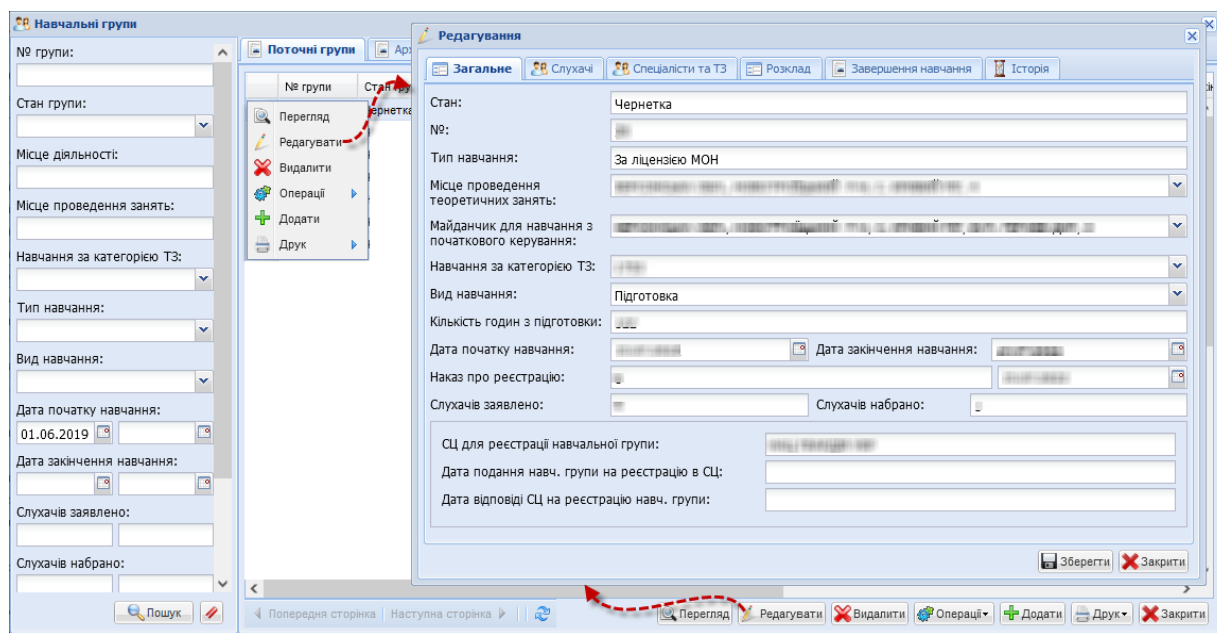 Навчальні групи
№ групи:
Стан групи:
Місце діяльності:
Місце проведення занять:
Навчання за категорією ТЗ:
Тип навчання:
Вид навчання:
Дата початку навчання:
01.06.2019
Дата закінчення навчання:
Слухачів заявлено:
Слухачів набрано:
Пошук
Поточні групи
№ групи
Перегляд
Редагувати
Видалити
Операції
Додати
Друк
Редагування
Загальне Слухачі Спеціалісти та ТЗ Розклад Завершення навчання Історія
Стан: Чернетка
№:
Тип навчання: За ліцензією МОН
Місце проведення
теоретичних занять:
Майданчик для навчання з
початкового керування:
Навчання за категорією ТЗ:
Вид навчання: Підготовка
Кількість годин з підготовки:
Дата початку навчання: Дата закінчення навчання:
Наказ про реєстрацію:
Слухачів заявлено: Слухачів набрано:
СЦ для реєстрації навчальної групи:
Дата подання навч. групи на реєстрацію в СЦ:
Дата відповіді СЦ на реєстрацію навч. групи:
Зберегти Закрити
Попередня сторінка Наступна сторінка Перегляд Редагувати Видалити Операції Додати Друк Закрити